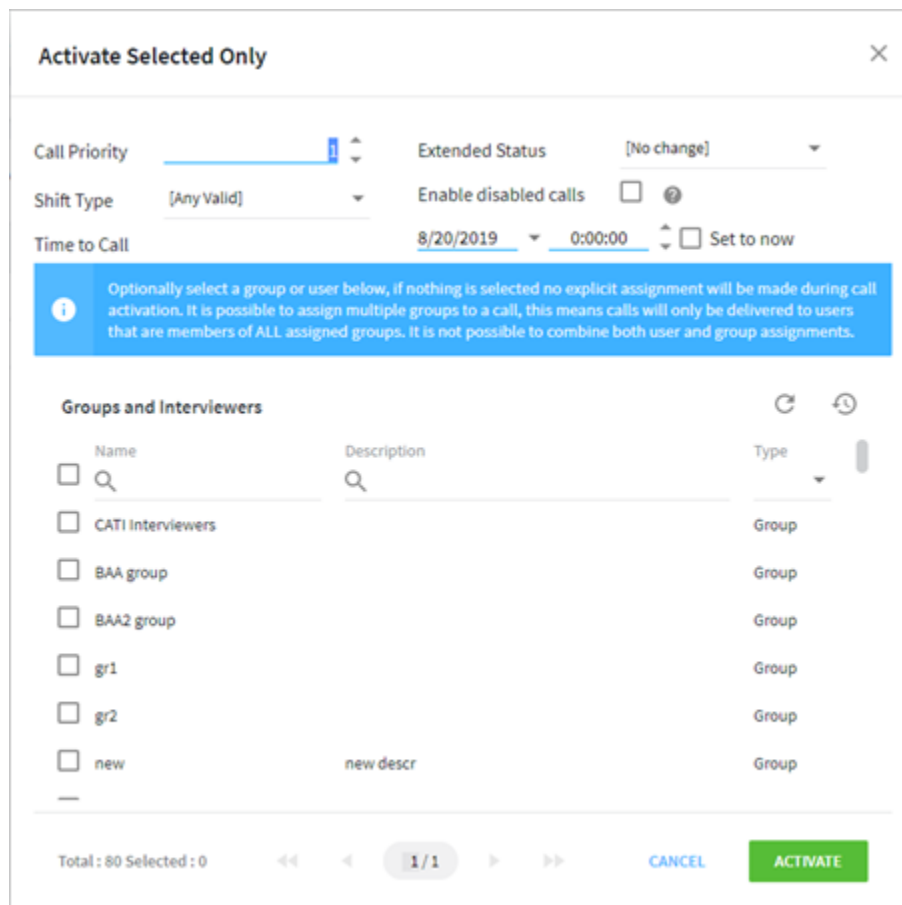 Activate Selected Only
Call Priority 1 Extended Status [No change]
Shift Type [Any Valid] Enable disabled calls
Time to Call 8/20/2019 0:00:00 Set to now
Optionally select a group or user below, if nothing is selected no explicit assignment will be made during call
activation. It is possible to assign multiple groups to a call, this means calls will only be delivered to users
that are members of ALL assigned groups. It is not possible to combine both user and group assignments.
Groups and Interviewers
Name Description Type
CATI Interviewers Group
BAA group Group
BAA2 group Group
gr1 Group
gr2 Group
new new descr Group
Total : 80 Selected : 0 1 / 1 CANCEL ACTIVATE